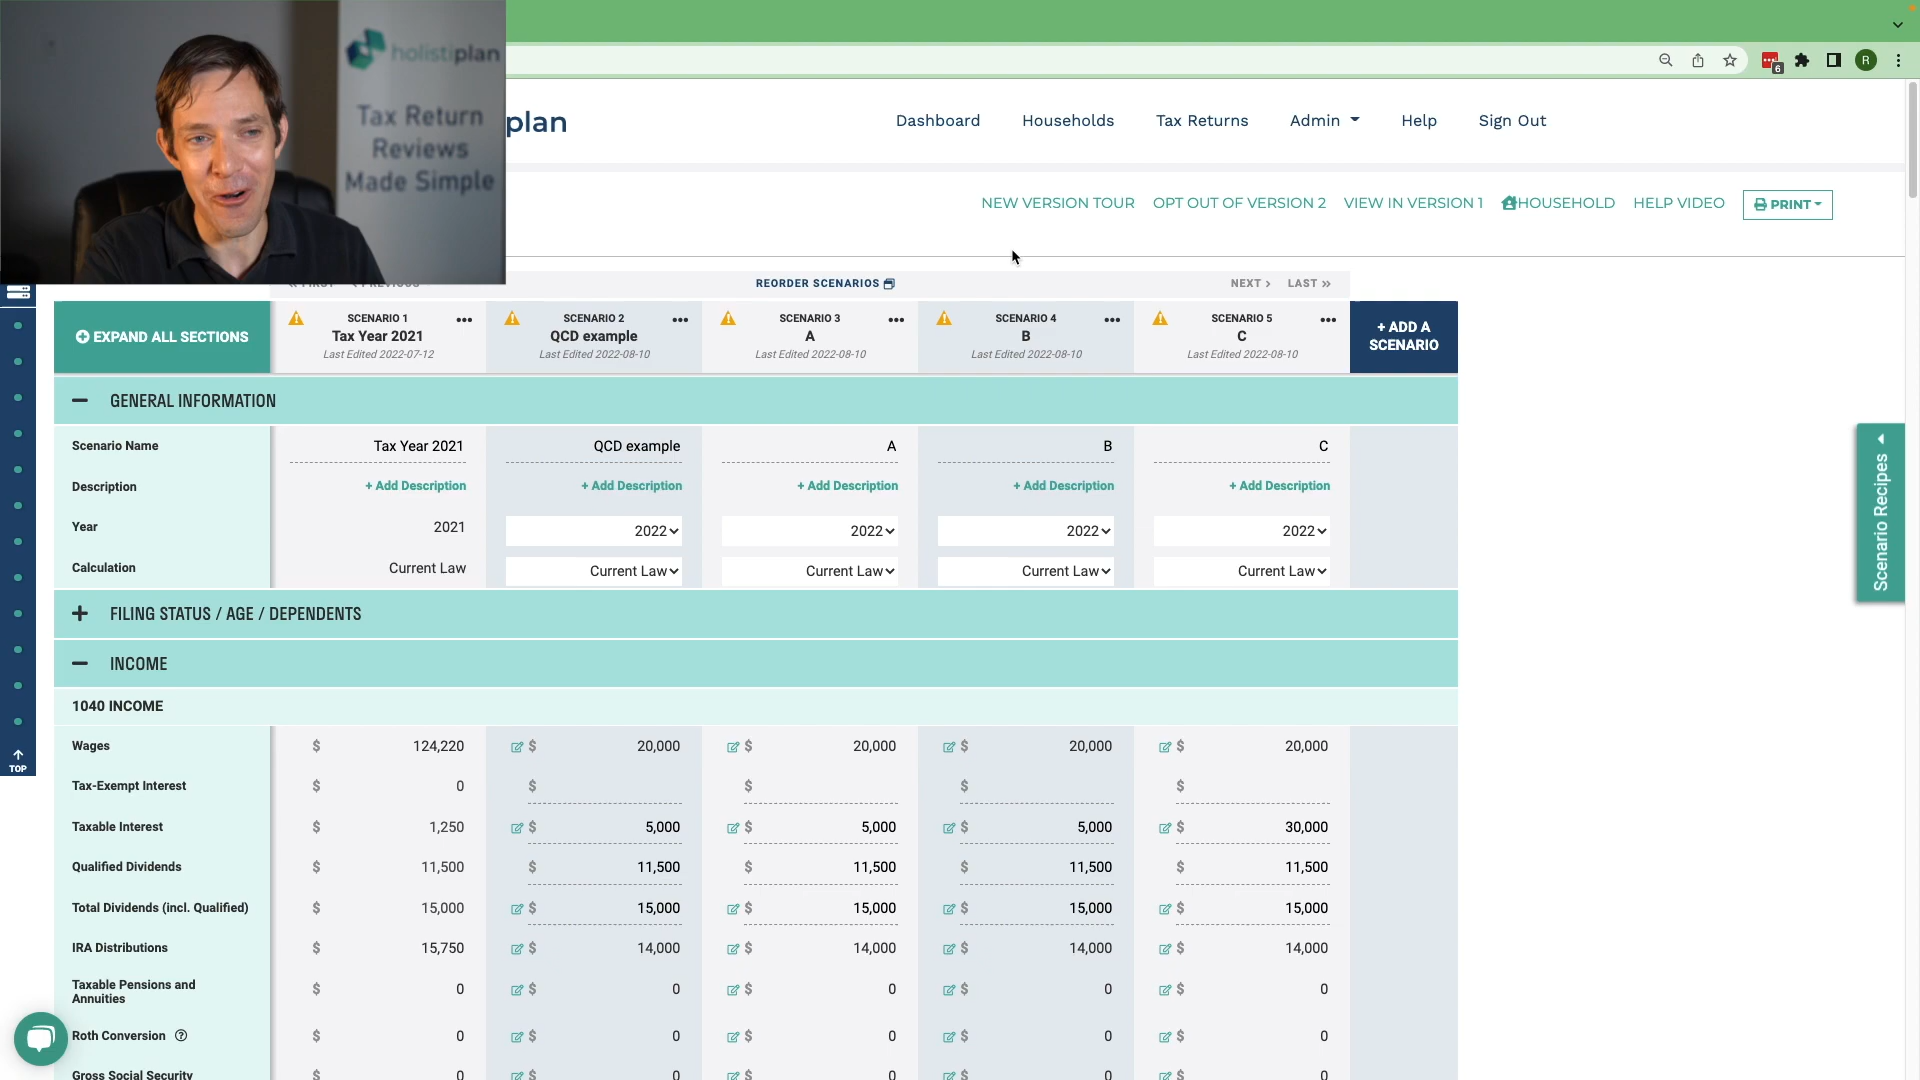 holistiplan
Tax Return
Reviews
Made Simple
6
R
plan
Dashboard
Households
Tax Returns
Admin
Help
Sign Out
NEW VERSION TOUR
OPT OUT OF VERSION 2
VIEW IN VERSION 1
HOUSEHOLD
HELP VIDEO
PRINT
REORDER SCENARIOS
NEXT
LAST
EXPAND ALL SECTIONS
SCENARIO 1
Tax Year 2021
Last Edited 2022-07-12
SCENARIO 2
QCD example
Last Edited 2022-08-10
SCENARIO 3
A
Last Edited 2022-08-10
SCENARIO 4
B
Last Edited 2022-08-10
SCENARIO 5
C
Last Edited 2022-08-10
+ ADD A
SCENARIO
GENERAL INFORMATION
Scenario Name Tax Year 2021 QCD example A B C
Description + Add Description + Add Description + Add Description + Add Description + Add Description
Year 2021 2022 2022 2022 2022
Calculation Current Law Current Law Current Law Current Law Current Law
Scenario Recipes
FILING STATUS / AGE / DEPENDENTS
INCOME
1040 INCOME
Wages $ 124,220 $ 20,000 $ 20,000 $ 20,000 $ 20,000
TOP
Tax-Exempt Interest $ 0 $ $ $ $
Taxable Interest $ 1,250 $ 5,000 $ 5,000 $ 5,000 $ 30,000
Qualified Dividends $ 11,500 $ 11,500 $ 11,500 $ 11,500 $ 11,500
Total Dividends (incl. Qualified) $ 15,000 $ 15,000 $ 15,000 $ 15,000 $ 15,000
IRA Distributions $ 15,750 $ 14,000 $ 14,000 $ 14,000 $ 14,000
Taxable Pensions and
Annuities $ 0 $ 0 $ 0 $ 0 $ 0
Roth Conversion ? $ 0 $ 0 $ 0 $ 0 $ 0
Gross Social Security $ 0 $ 0 $ 0 $ 0 $ 0